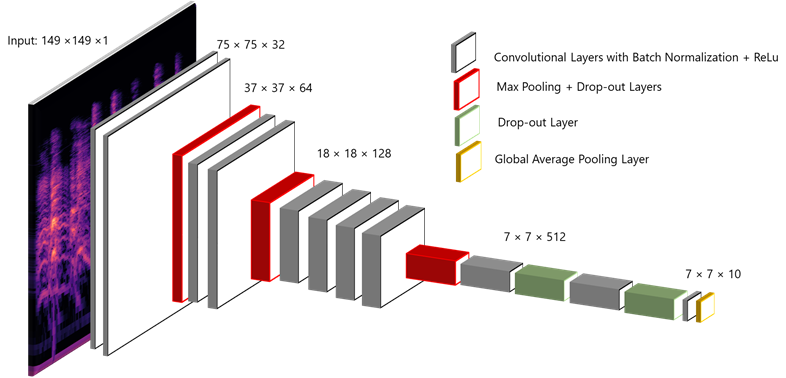 Input: 149 ×149 ×1
75 × 75 × 32
37 × 37 × 64
18 × 18 × 128
7 × 7 × 512
7 × 7 × 10
Convolutional Layers with Batch Normalization + ReLu
Max Pooling + Drop-out Layers
Drop-out Layer
Global Average Pooling Layer